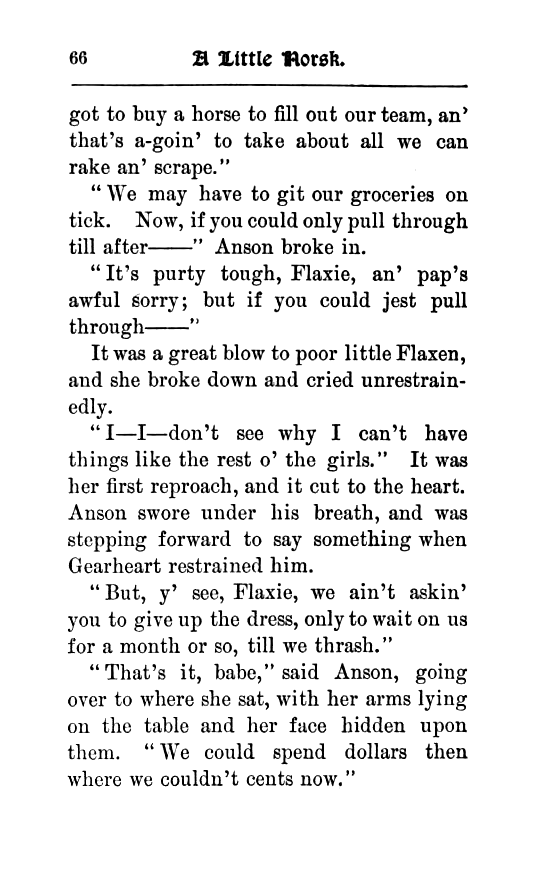 66 A Little Norsk.
got to buy a horse to fill out our team, an’
that's a-goin’ to take about all we can
rake an’ scrape."
"We may have to git our groceries on
tick. Now, if you could only pull through
till after——" Anson broke in.
"It's purty tough, Flaxie, an’ pap's
awful sorry; but if you could jest pull
through——"
It was a great blow to poor little Flaxen,
and she broke down and cried unrestrain-
edly.
"I—I—don't see why I can't have
things like the rest o’ the girls." It was
her first reproach, and it cut to the heart.
Anson swore under his breath, and was
stepping forward to say something when
Gearheart restrained him.
"But, y’ see, Flaxie, we ain't askin’
you to give up the dress, only to wait on us
for a month or so, till we thrash."
"That's it, babe," said Anson, going
over to where she sat, with her arms lying
on the table and her face hidden upon
them. "We could spend dollars then
where we couldn't cents now."